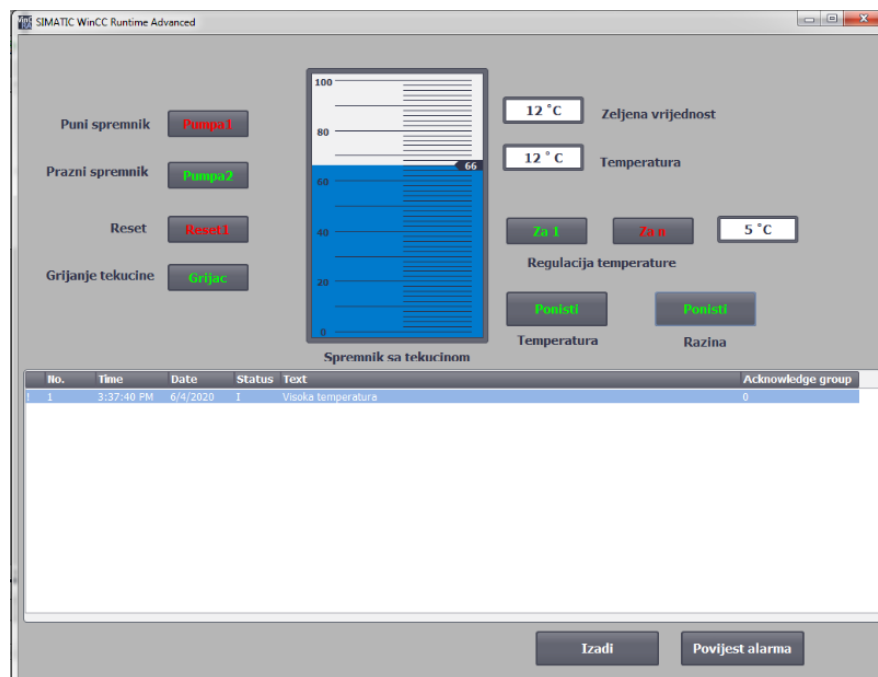 SIMATIC WinCC Runtime Advanced
Puni spremnik Pumpa1
Prazni spremnik Pumpa2
Reset Reset1
Grijanje tekucine Grijac
100
80
66
60
40
20
0
Spremnik sa tekucinom
12 °C Zeljena vrijednost
12 ° C Temperatura
Za 1 Za n 5 °C
Regulacija temperature
Ponisti Ponisti
Temperatura Razina
No. Time Date Status Text Acknowledge group
! 1 3:37:40 PM 6/4/2020 I Visoka temperatura 0
Izadi Povijest alarma